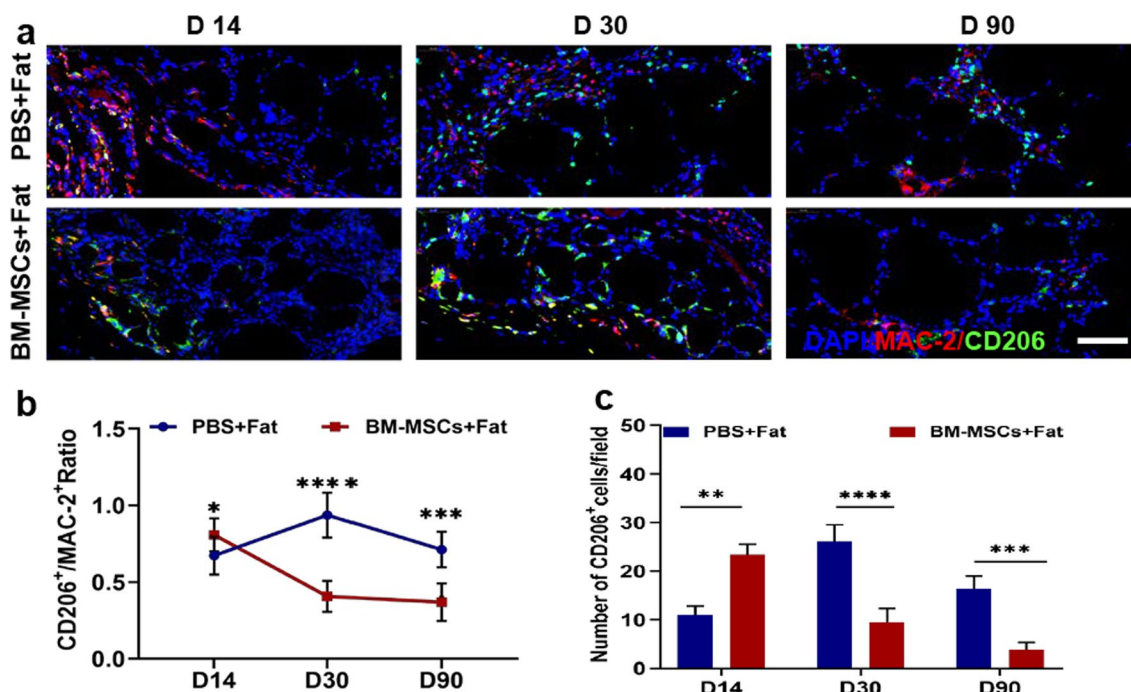 a
D 14
D 30
D 90
PBS+Fat
BM-MSCs+Fat
DAPI/MAC-2/CD206
b
PBS+Fat
BM-MSCs+Fat
CD206+/MAC-2+Ratio
1.5
1.0
0.5
0.0
*
****
***
D14
D30
D90
c
PBS+Fat
BM-MSCs+Fat
Number of CD206+ cells/field
50
40
30
20
10
0
**
****
***
D14
D30
D90